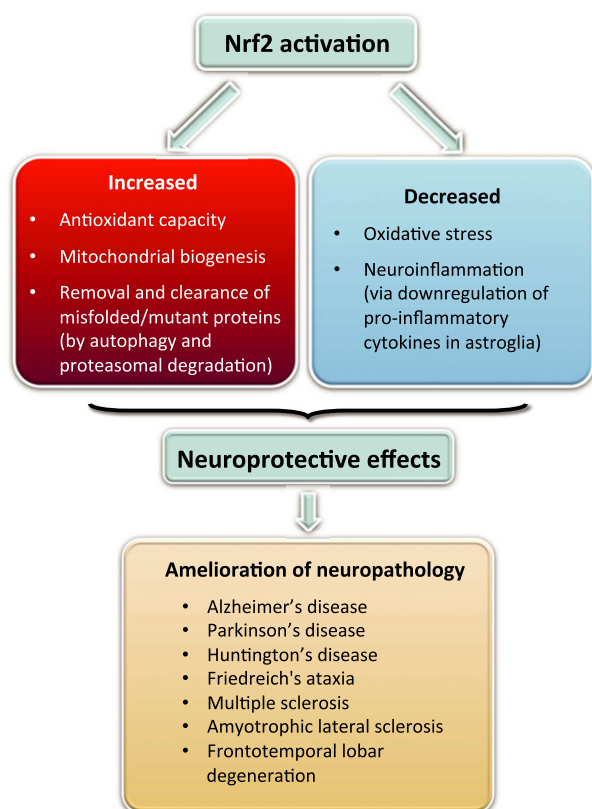 Nrf2 activation
Increased
• Antioxidant capacity
• Mitochondrial biogenesis
• Removal and clearance of
misfolded/mutant proteins
(by autophagy and
proteasomal degradation)
Decreased
• Oxidative stress
• Neuroinflammation
(via downregulation of
pro-inflammatory
cytokines in astroglia)
Neuroprotective effects
Amelioration of neuropathology
• Alzheimer’s disease
• Parkinson’s disease
• Huntington’s disease
• Friedreich's ataxia
• Multiple sclerosis
• Amyotrophic lateral sclerosis
• Frontotemporal lobar
degeneration